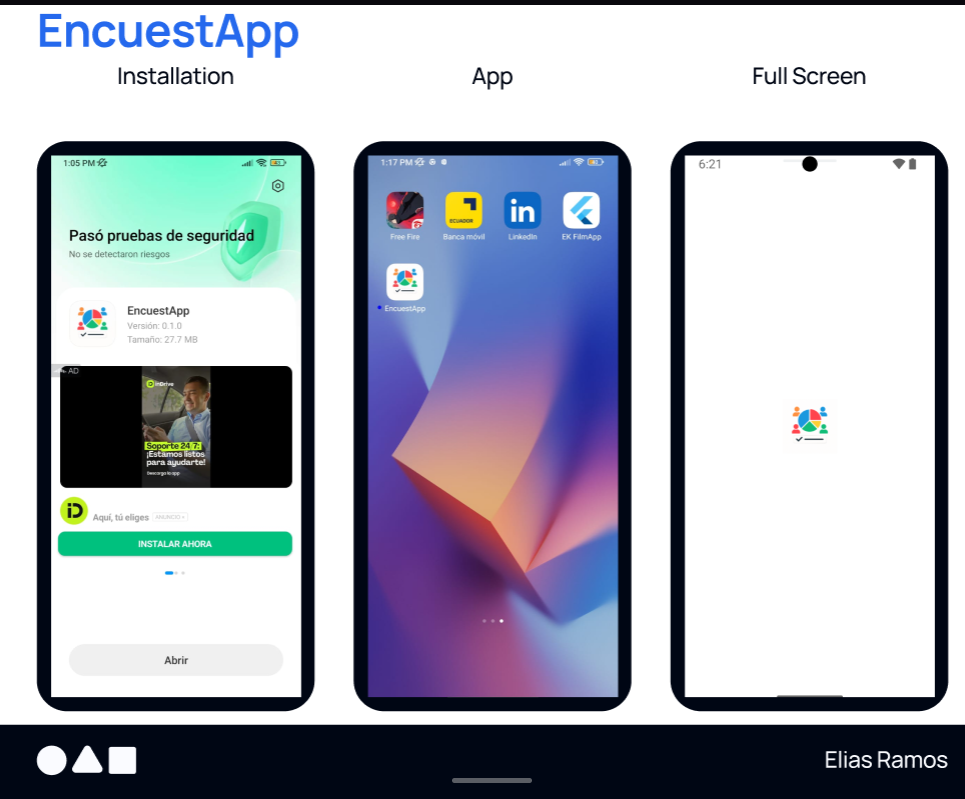 EncuestApp
Installation
App
Full Screen
1:05 PM
Pasó pruebas de seguridad
No se detectaron riesgos
EncuestApp
Versión: 0.1.0
Tamaño: 27.7 MB
AD
inDrive
Soporte 24/7:
¡Estamos listos
para ayudarte!
Descarga la app
iD
Aquí, tú eliges
ANUNCIO
INSTALAR AHORA
Abrir
1:17 PM
ECUADOR
in
Free Fire
Banca móvil
LinkedIn
EK FilmApp
EncuestApp
6:21
Elias Ramos